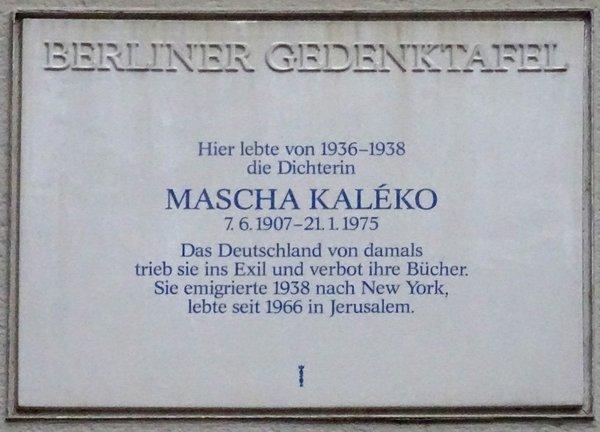 BERLINER GEDENKTAFEL
Hier lebte von 1936–1938
die Dichterin
MASCHA KALÉKO
7. 6. 1907–21. 1. 1975
Das Deutschland von damals
trieb sie ins Exil und verbot ihre Bücher.
Sie emigrierte 1938 nach New York,
lebte seit 1966 in Jerusalem.